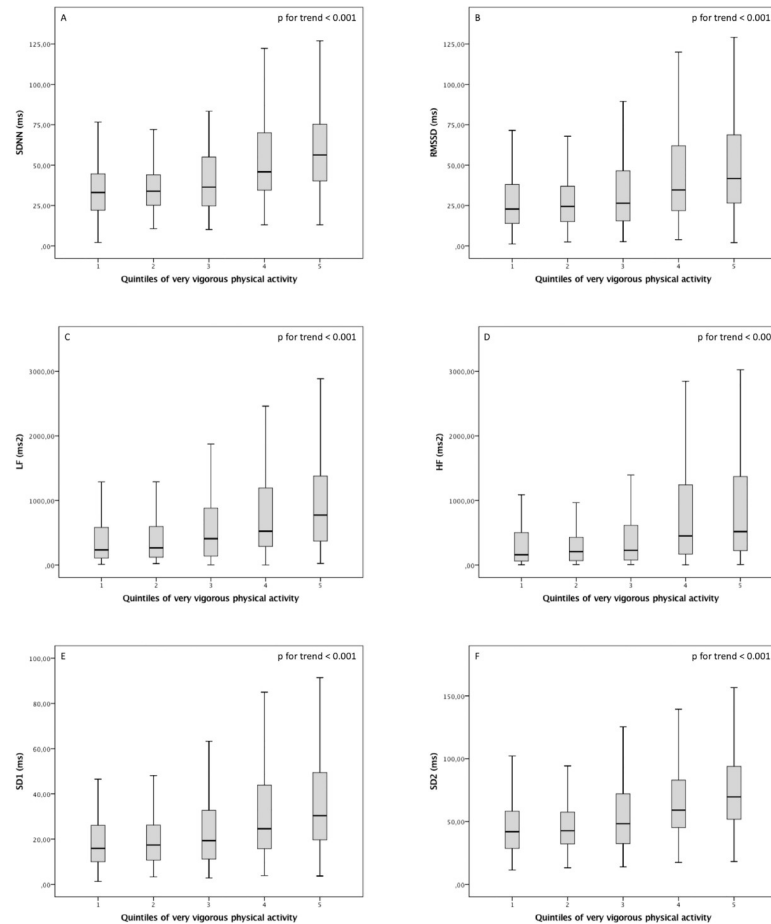 A
p for trend < 0.001
SDNN (ms)
125,00
100,00
75,00
50,00
25,00
,00
1 2 3 4 5
Quintiles of very vigorous physical activity
B
p for trend < 0.001
RMSSD (ms)
125,00
100,00
75,00
50,00
25,00
,00
1 2 3 4 5
Quintiles of very vigorous physical activity
C
p for trend < 0.001
LF (ms2)
3000,00
2000,00
1000,00
,00
1 2 3 4 5
Quintiles of very vigorous physical activity
D
p for trend < 0.00
HF (ms2)
3000,00
2000,00
1000,00
,00
1 2 3 4 5
Quintiles of very vigorous physical activity
E
p for trend < 0.001
SD1 (ms)
100,00
80,00
60,00
40,00
20,00
,00
1 2 3 4 5
Quintiles of very vigorous physical activity
F
p for trend < 0.001
SD2 (ms)
150,00
100,00
50,00
,00
1 2 3 4 5
Quintiles of very vigorous physical activity